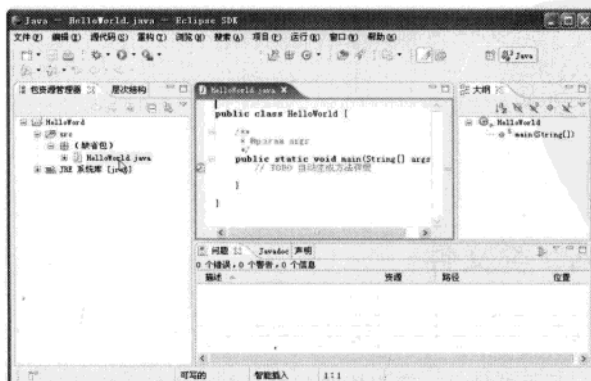 Java - HelloWorld.java - Eclipse SDK
文件(F) 编辑(E) 源代码(S) 重构(T) 浏览(N) 搜索(A) 项目(P) 运行(R) 窗口(W) 帮助(H)
Java
包资源管理器 层次结构
HelloWord
src
(缺省包)
HelloWorld.java
JRE 系统库
HelloWorld.java
public class HelloWorld {
/**
* @param args
*/
public static void main(String[] args
// TODO 自动生成方法存根
}
}
大纲
HelloWorld
main(String[])
问题 Javadoc 声明
0 个错误,0 个警告,0 个信息
描述 资源 路径 位置
可写的 智能插入 1:1